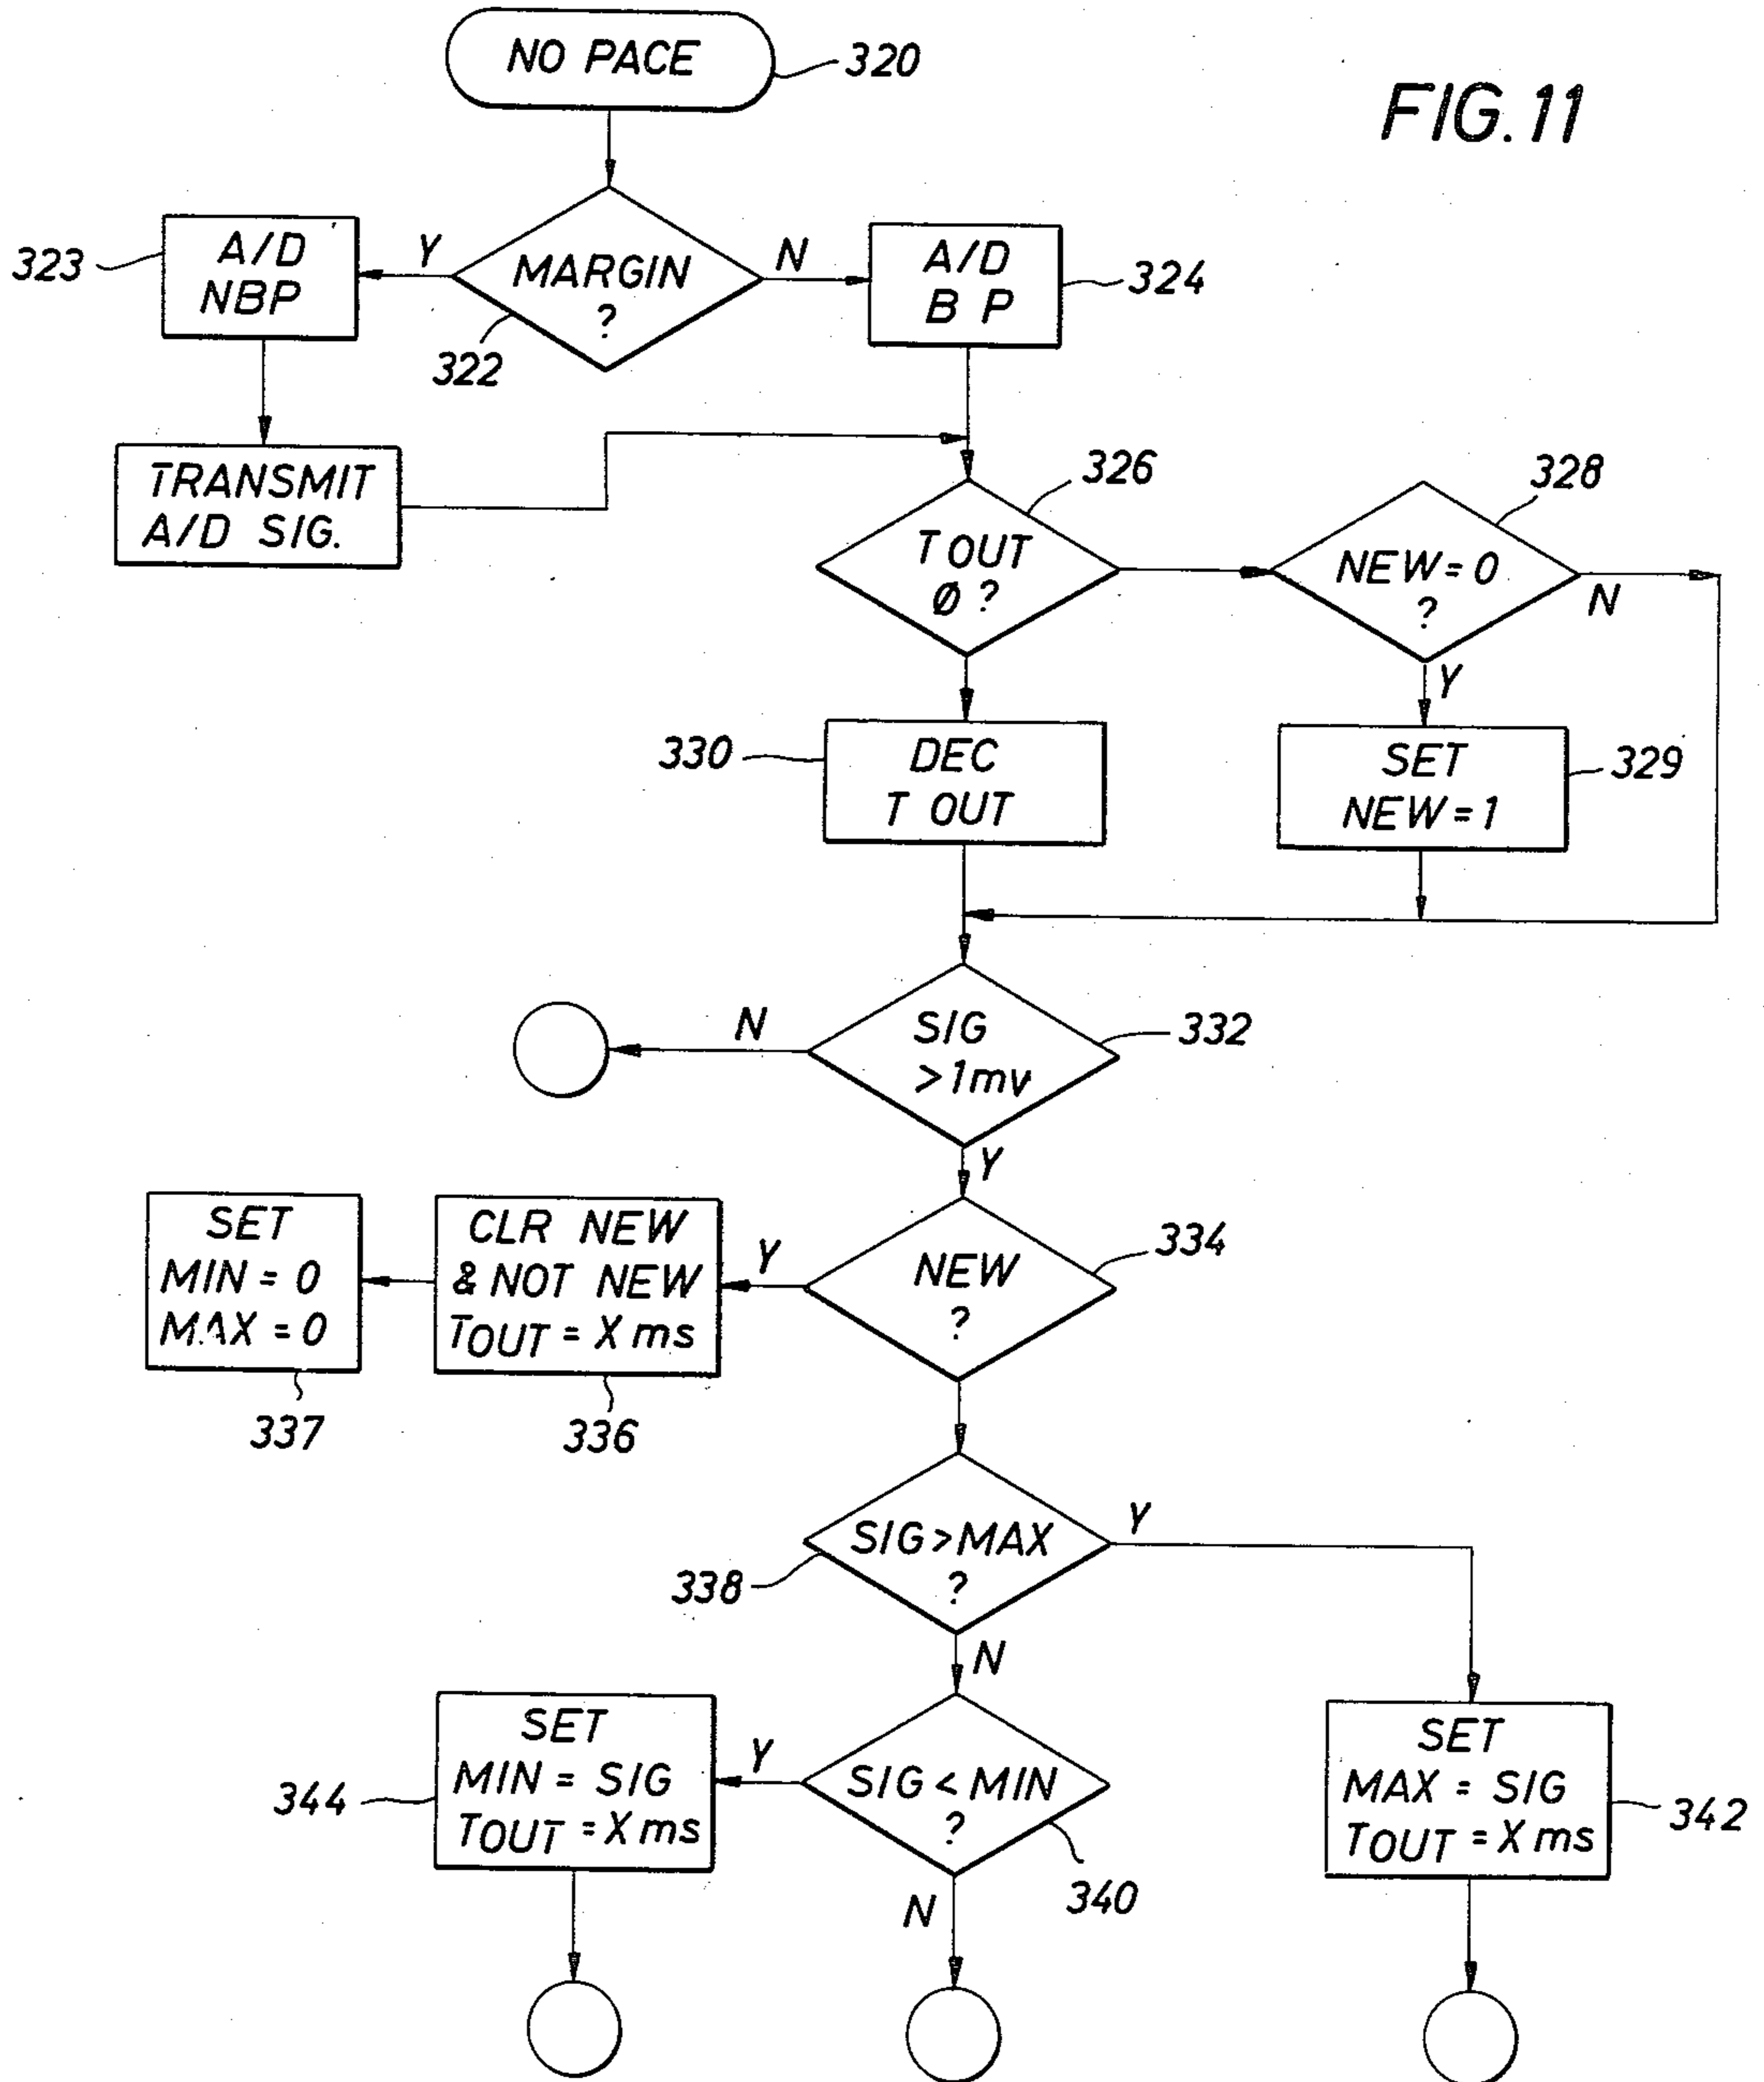 FIG.11
NO PACE
320
A/D
NBP
323
Y
MARGIN
?
322
N
A/D
B P
324
TRANSMIT
A/D SIG.
T OUT
Ø ?
326
NEW = 0
?
328
N
Y
330
DEC
T OUT
SET
NEW = 1
329
N
SIG
>1mv
332
Y
SET
MIN = 0
MAX = 0
337
CLR NEW
& NOT NEW
TOUT = X ms
336
Y
NEW
?
334
SIG > MAX
?
338
Y
N
344
SET
MIN = SIG
TOUT = X ms
Y
SIG < MIN
?
340
N
SET
MAX = SIG
TOUT = X ms
342